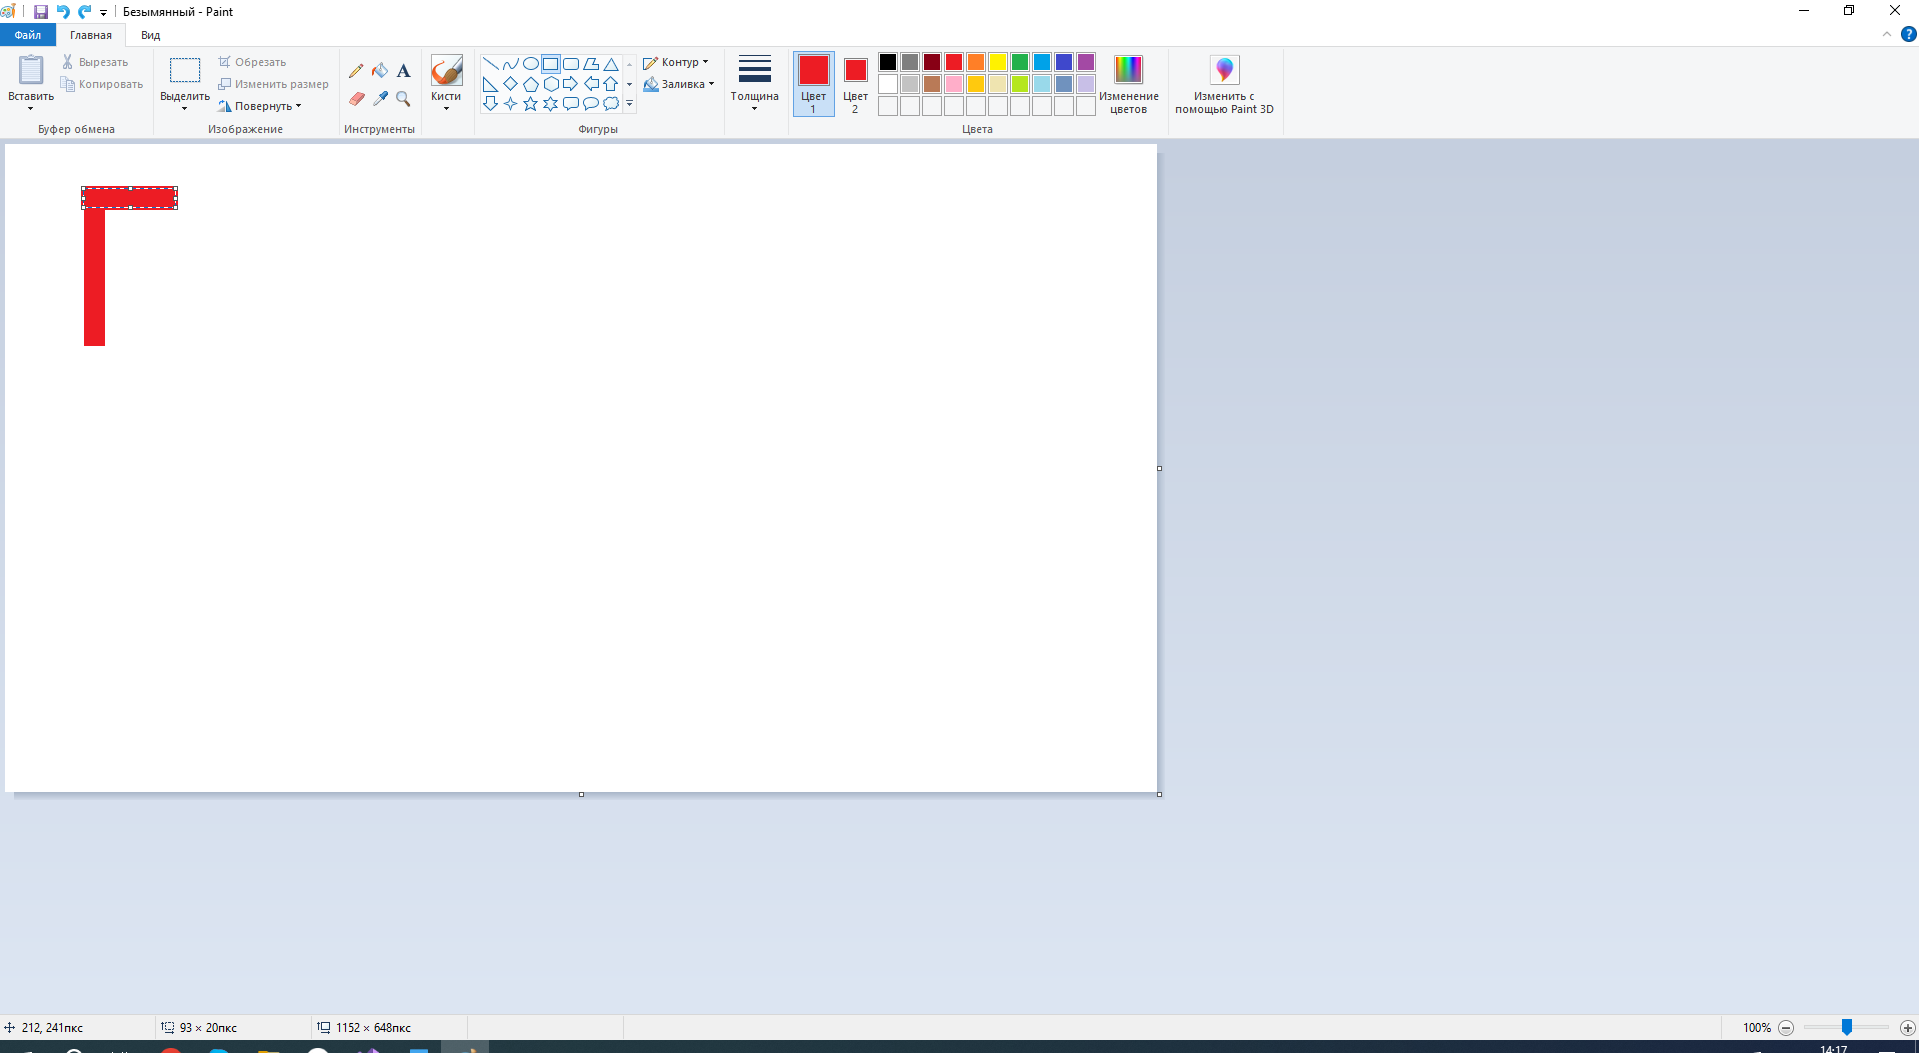 Безымянный - Paint
Файл Главная Вид
Вставить
Вырезать
Копировать
Буфер обмена
Выделить
Обрезать
Изменить размер
Повернуть
Изображение
A
Инструменты
Кисти
Контур
Заливка
Фигуры
Толщина
Цвет
1
Цвет
2
Изменение
цветов
Цвета
Изменить с
помощью Paint 3D
?
212, 241пкс 93 × 20пкс 1152 × 648пкс 100%
14:17